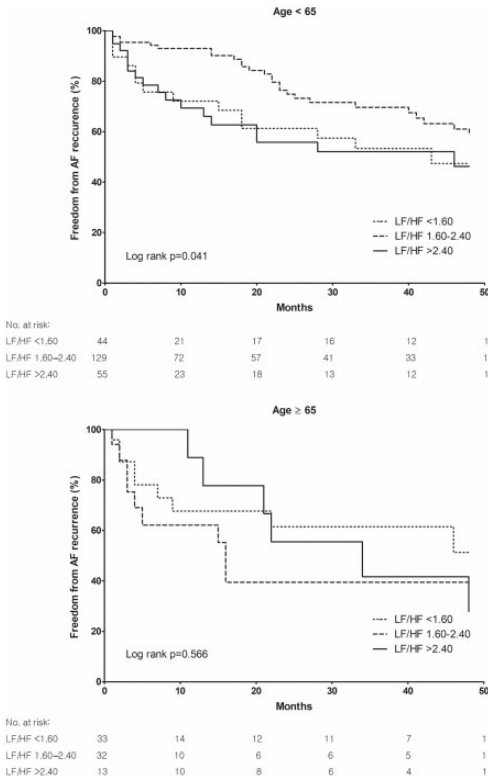 Age < 65
Freedom from AF reccurence (%)
100
80
60
40
20
0
LF/HF <1.60
LF/HF 1.60-2.40
LF/HF >2.40
Log rank p=0.041
0 10 20 30 40 50
Months
No. at risk:
LF/HF <1.60 44 21 17 16 12 1
LF/HF 1.60–2.40 129 72 57 41 33 1
LF/HF >2.40 55 23 18 13 12 1
Age ≥ 65
Freedom from AF recurrence (%)
100
80
60
40
20
0
LF/HF <1.60
LF/HF 1.60-2.40
LF/HF >2.40
Log rank p=0.566
0 10 20 30 40 50
Months
No. at risk:
LF/HF <1.60 33 14 12 11 7 1
LF/HF 1.60–2.40 32 10 6 6 5 1
LF/HF >2.40 13 10 8 6 4 1